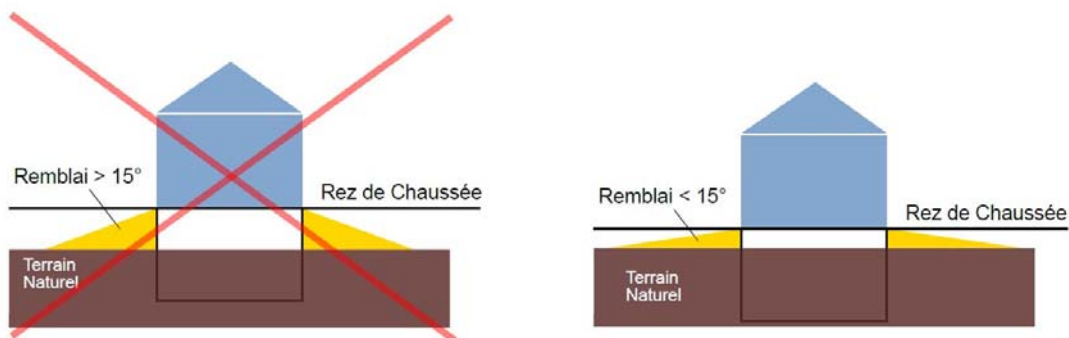 Remblai > 15°
Rez de Chaussée
Terrain
Naturel
Remblai < 15°
Rez de Chaussée
Terrain
Naturel